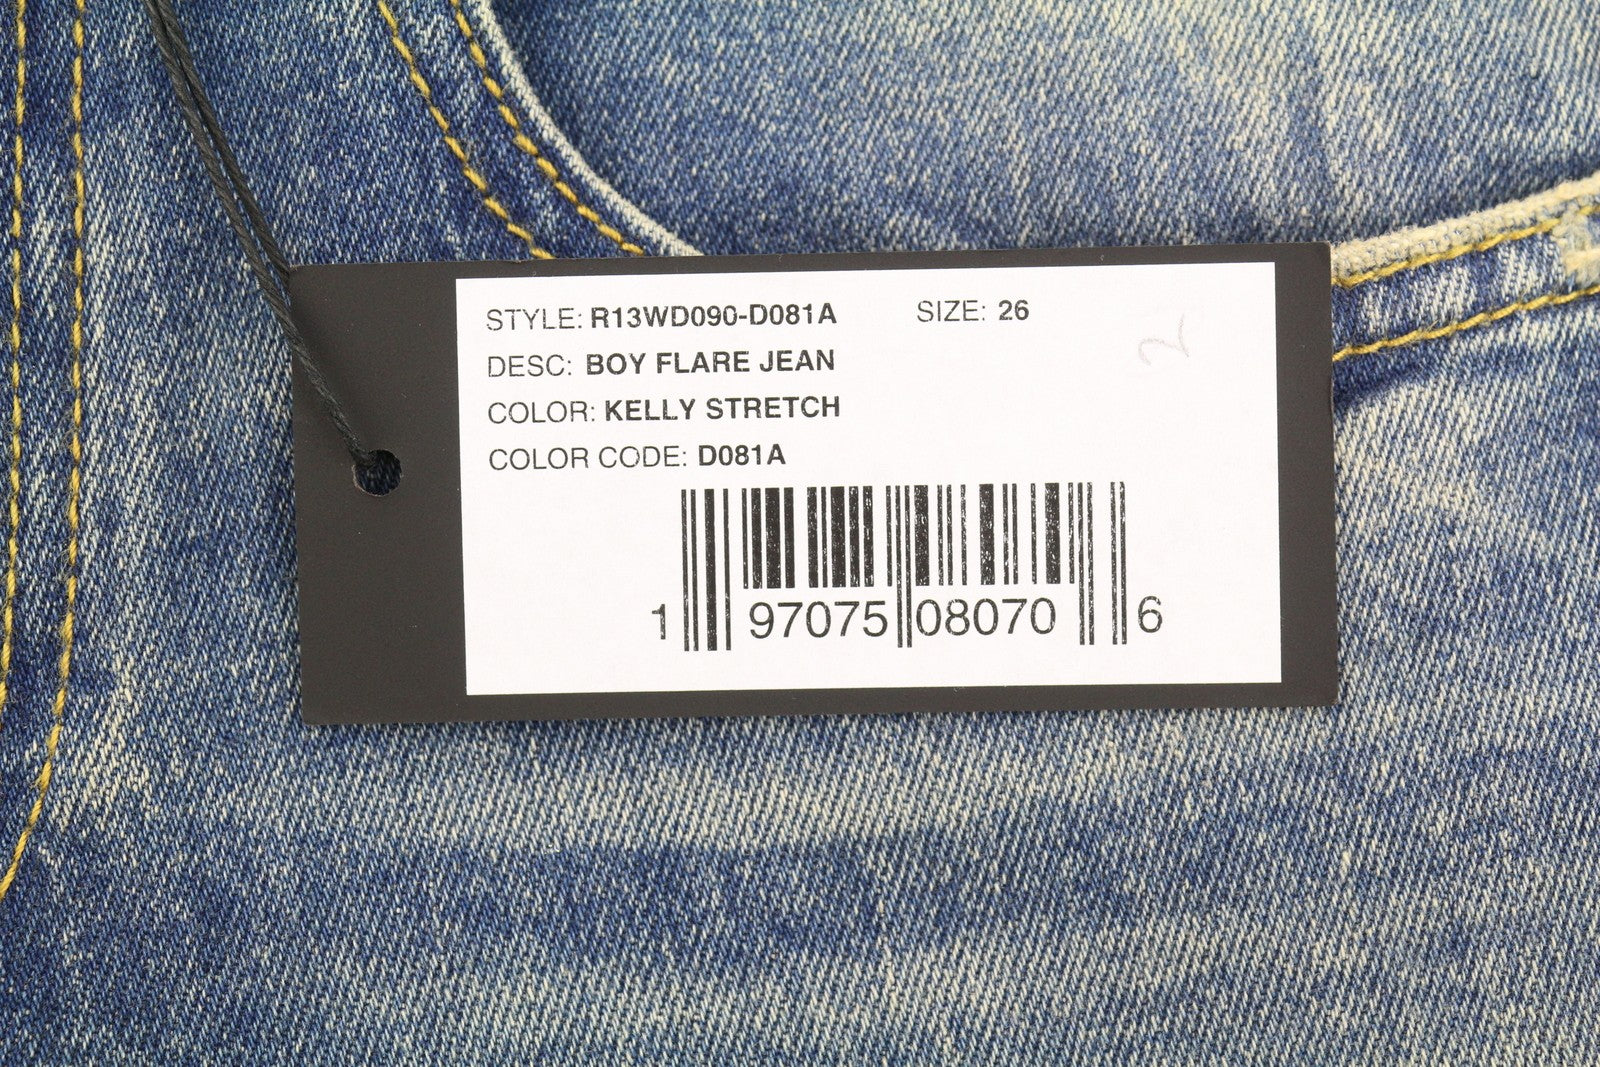 STYLE: R13WD090-D081A SIZE: 26
2
DESC: BOY FLARE JEAN
COLOR: KELLY STRETCH
COLOR CODE: D081A
1 97075 08070 6